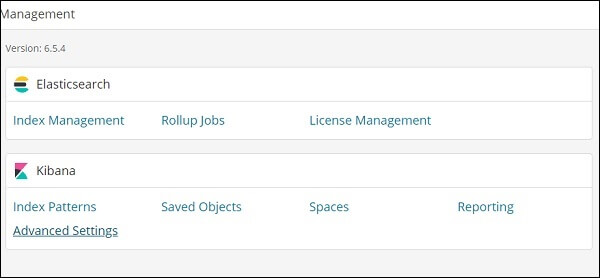 Management
Version: 6.5.4
Elasticsearch
Index Management Rollup Jobs License Management
Kibana
Index Patterns Saved Objects Spaces Reporting
Advanced Settings